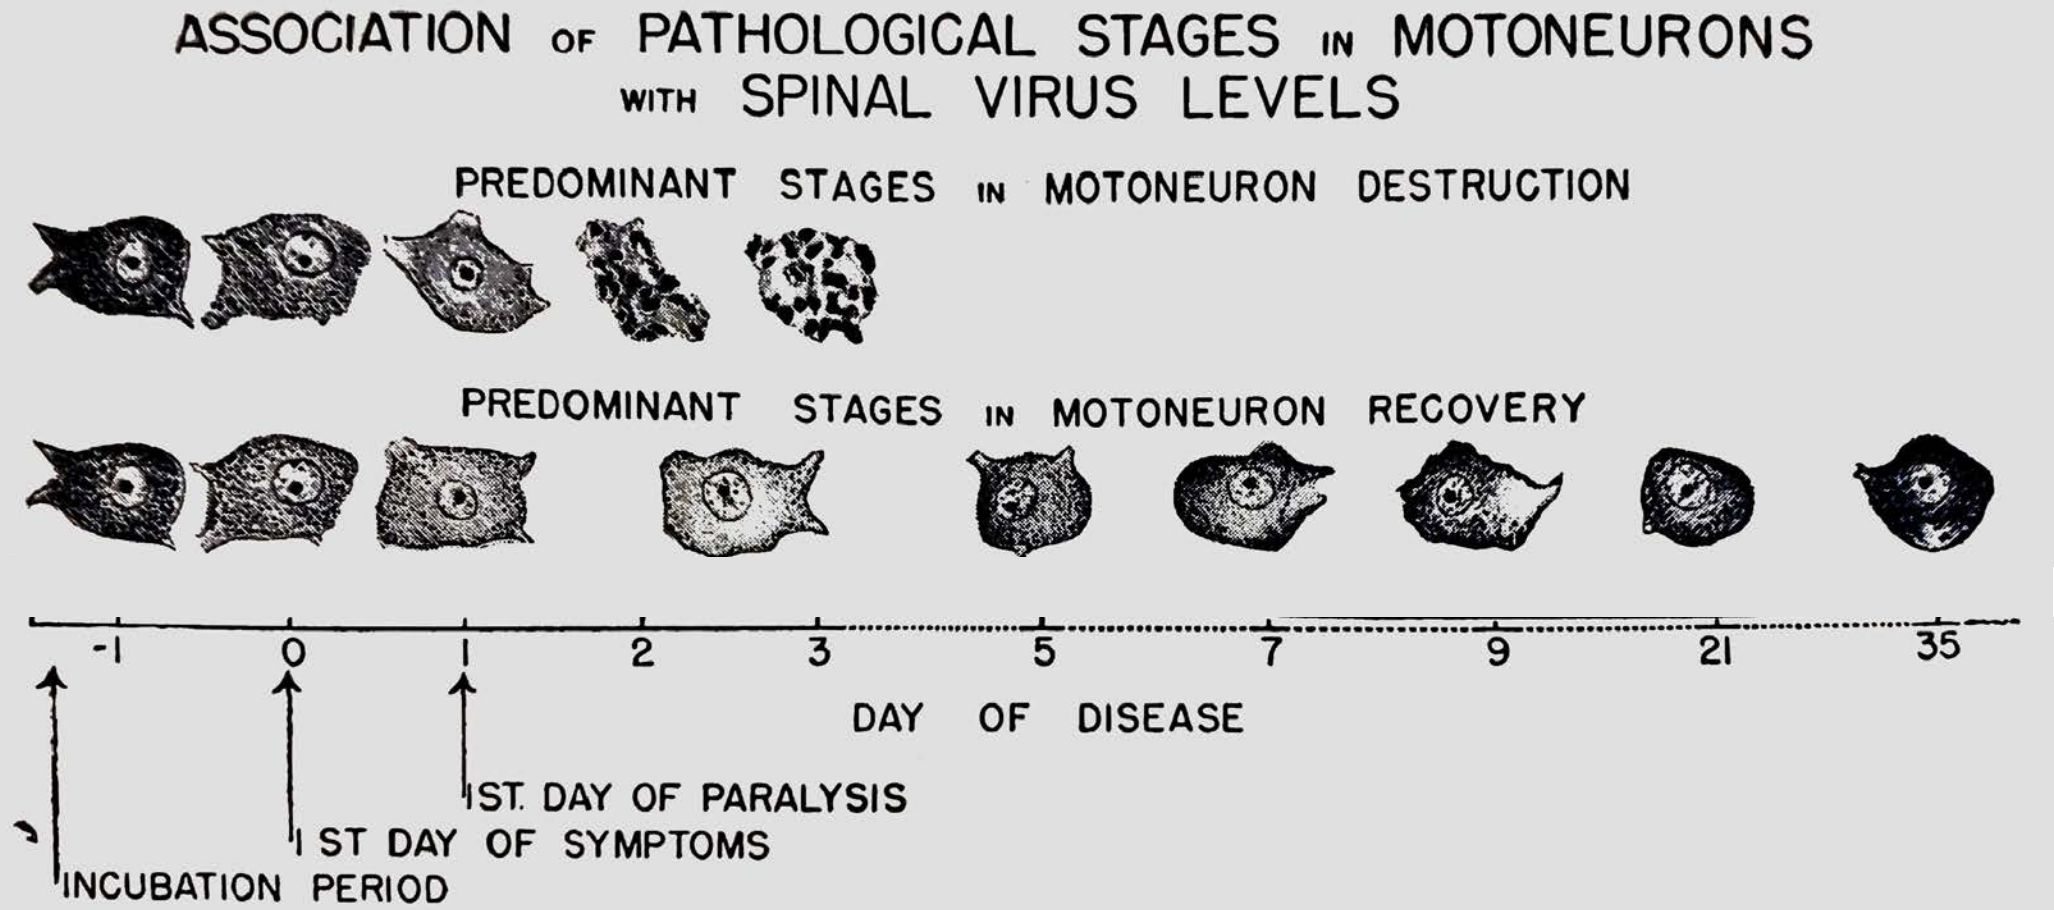 ASSOCIATION OF PATHOLOGICAL STAGES IN MOTONEURONS
WITH SPINAL VIRUS LEVELS
PREDOMINANT STAGES IN MOTONEURON DESTRUCTION
PREDOMINANT STAGES IN MOTONEURON RECOVERY
-1 0 1 2 3 5 7 9 21 35
DAY OF DISEASE
1ST. DAY OF PARALYSIS
1 ST DAY OF SYMPTOMS
INCUBATION PERIOD